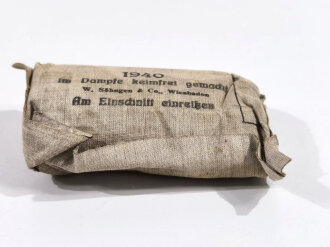 1940
im Dampfe keimfrei gemacht
W. Söhngen & Co., Wiesbaden
Am Einschnitt einreißen